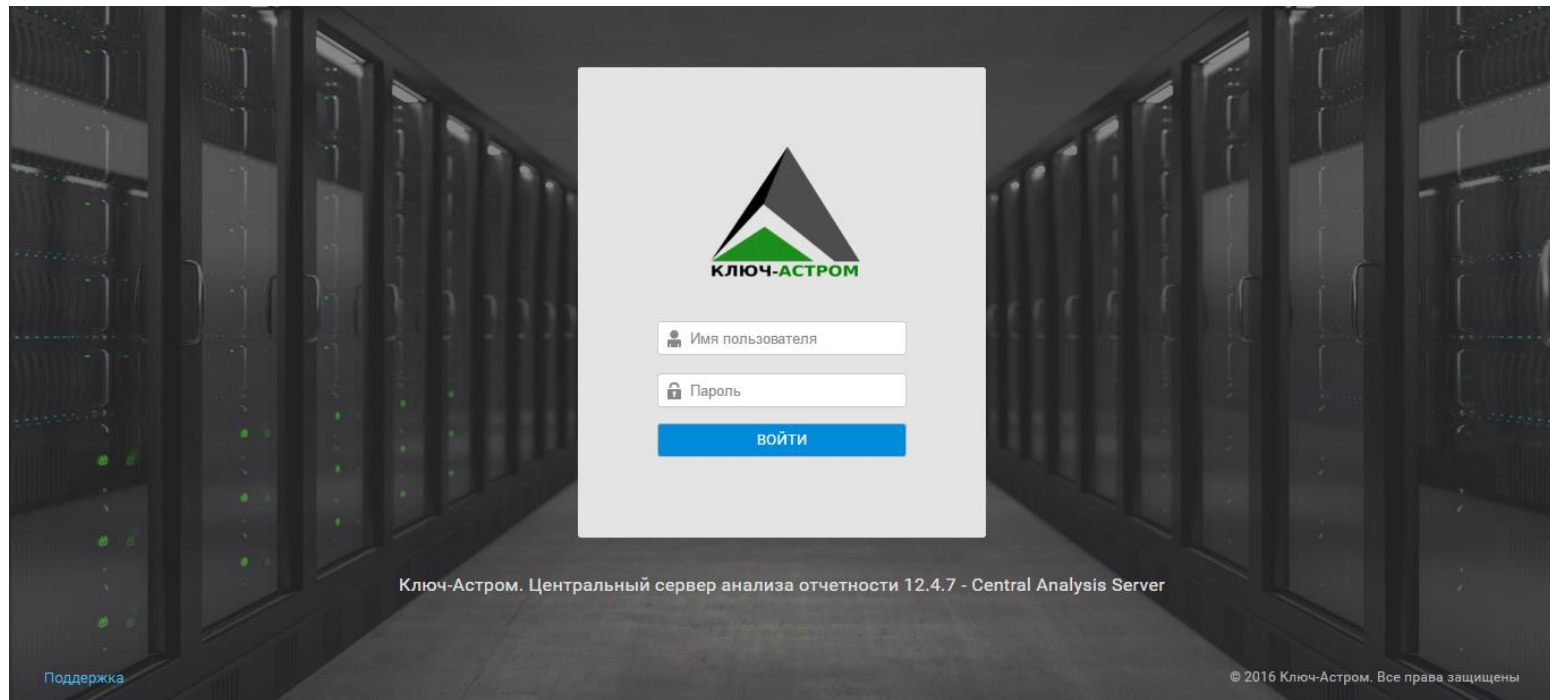 КЛЮЧ-АСТРОМ
Имя пользователя
Пароль
ВОЙТИ
Ключ-Астром. Центральный сервер анализа отчетности 12.4.7 - Central Analysis Server
Поддержка
© 2016 Ключ-Астром. Все права защищены